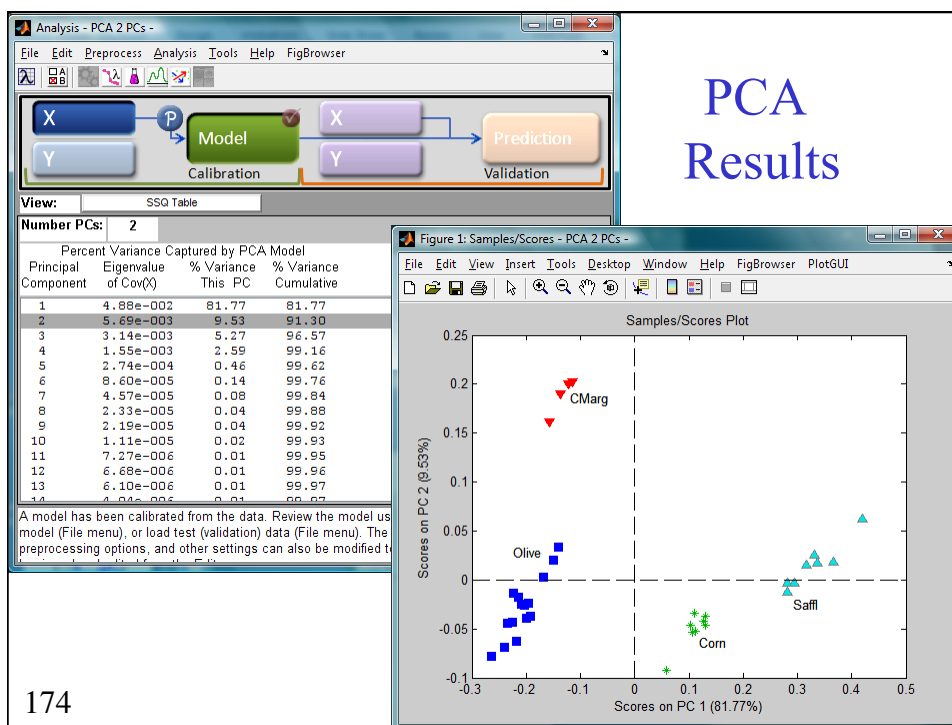 Analysis - PCA 2 PCs -
File Edit Preprocess Analysis Tools Help FigBrowser
X
Y
P
Model
Calibration
X
Y
Prediction
Validation
View: SSQ Table
Number PCs: 2
Percent Variance Captured by PCA Model
Principal Eigenvalue % Variance % Variance
Component of Cov(X) This PC Cumulative
1 4.88e-002 81.77 81.77
2 5.69e-003 9.53 91.30
3 3.14e-003 5.27 96.57
4 1.55e-003 2.59 99.16
5 2.74e-004 0.46 99.62
6 8.60e-005 0.14 99.76
7 4.57e-005 0.08 99.84
8 2.33e-005 0.04 99.88
9 2.19e-005 0.04 99.92
10 1.11e-005 0.02 99.93
11 7.27e-006 0.01 99.95
12 6.68e-006 0.01 99.96
13 6.10e-006 0.01 99.97
A model has been calibrated from the data. Review the model us
model (File menu), or load test (validation) data (File menu). The
preprocessing options, and other settings can also be modified t
PCA
Results
Figure 1: Samples/Scores - PCA 2 PCs -
File Edit View Insert Tools Desktop Window Help FigBrowser PlotGUI
Samples/Scores Plot
Scores on PC 2 (9.53%)
0.25
0.2
0.15
0.1
0.05
0
-0.05
-0.1
CMarg
Olive
Saffl
Corn
-0.3 -0.2 -0.1 0 0.1 0.2 0.3 0.4 0.5
Scores on PC 1 (81.77%)
174